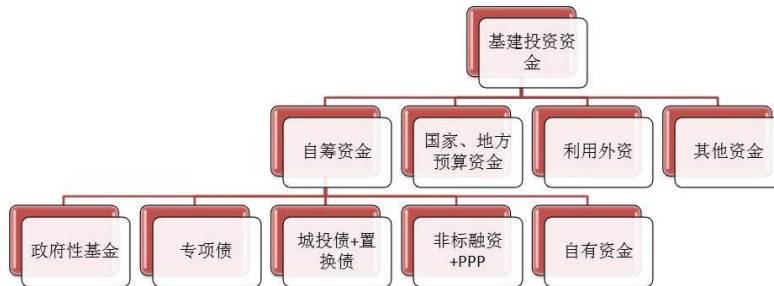 基建投资资
金
自筹资金
国家、地方
预算资金
利用外资
其他资金
政府性基金
专项债
城投债+置
换债
非标融资
+PPP
自有资金